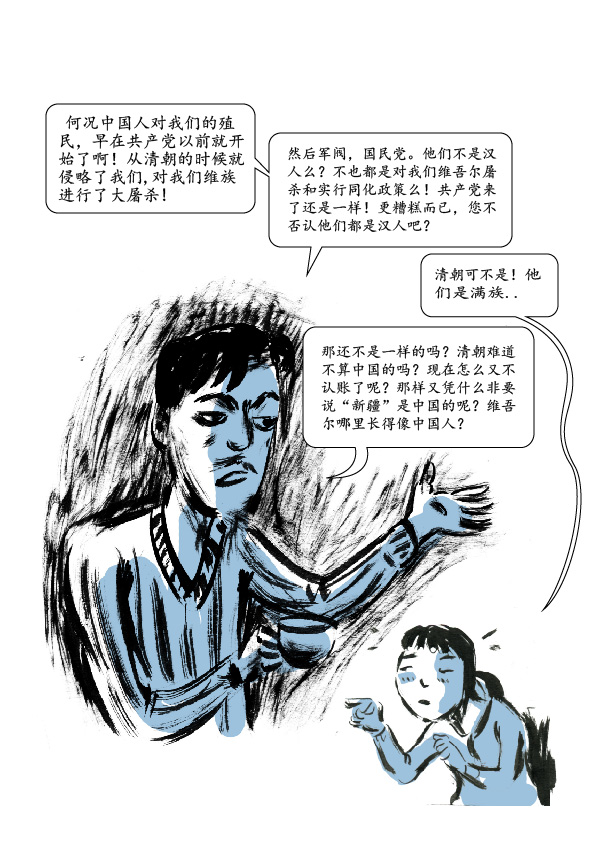 何况中国人对我们的殖
民，早在共产党以前就开
始了啊！从清朝的时候就
侵略了我们，对我们维族
进行了大屠杀！
然后军阀，国民党。他们不是汉
人么？不也都是对我们维吾尔屠
杀和实行同化政策么！共产党来
了还是一样！更糟糕而已，您不
否认他们都是汉人吧？
清朝可不是！他
们是满族..
那还不是一样的吗？清朝难道
不算中国的吗？现在怎么又不
认账了呢？那样又凭什么非要
说“新疆”是中国的呢？维吾
尔哪里长得像中国人？